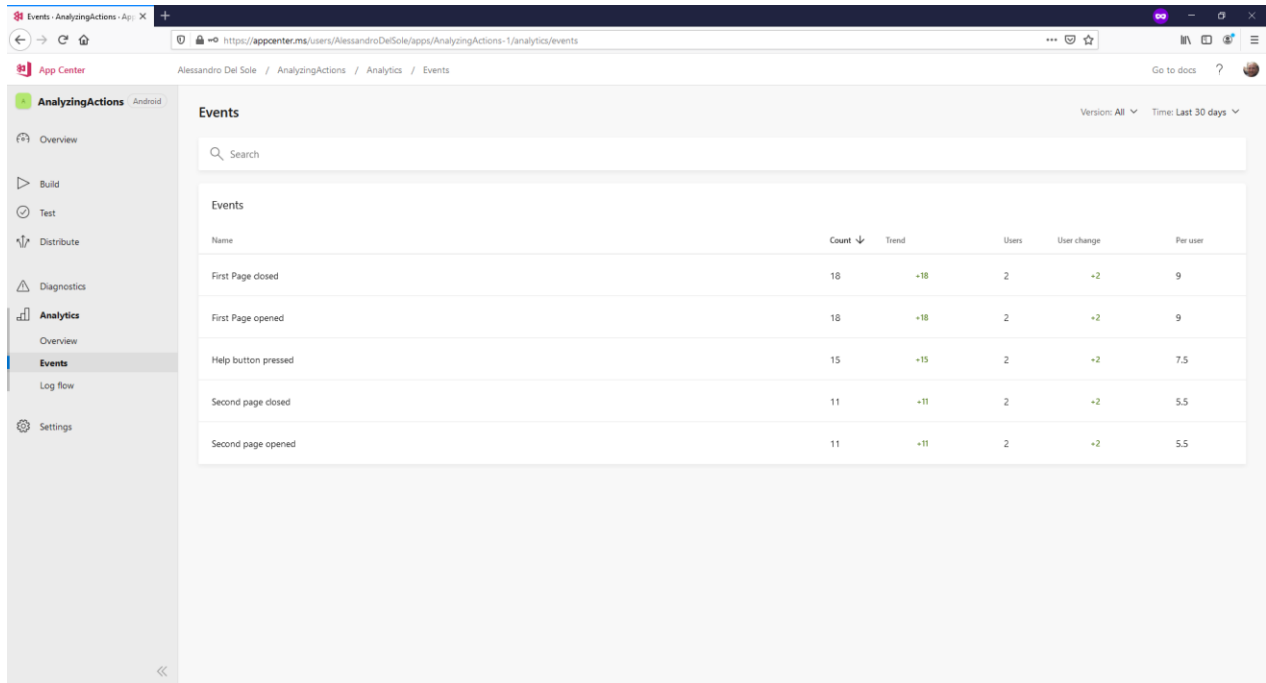 Events - AnalyzingActions - App
https://appcenter.ms/users/AlessandroDelSole/apps/AnalyzingActions-1/analytics/events
App Center
Alessandro Del Sole / AnalyzingActions / Analytics / Events
Go to docs ?
A AnalyzingActions Android
Overview
Build
Test
Distribute
Diagnostics
Analytics
Overview
Events
Log flow
Settings
Events
Version: All Time: Last 30 days
Search
Events
Name Count Trend Users User change Per user
First Page closed 18 +18 2 +2 9
First Page opened 18 +18 2 +2 9
Help button pressed 15 +15 2 +2 7.5
Second page closed 11 +11 2 +2 5.5
Second page opened 11 +11 2 +2 5.5